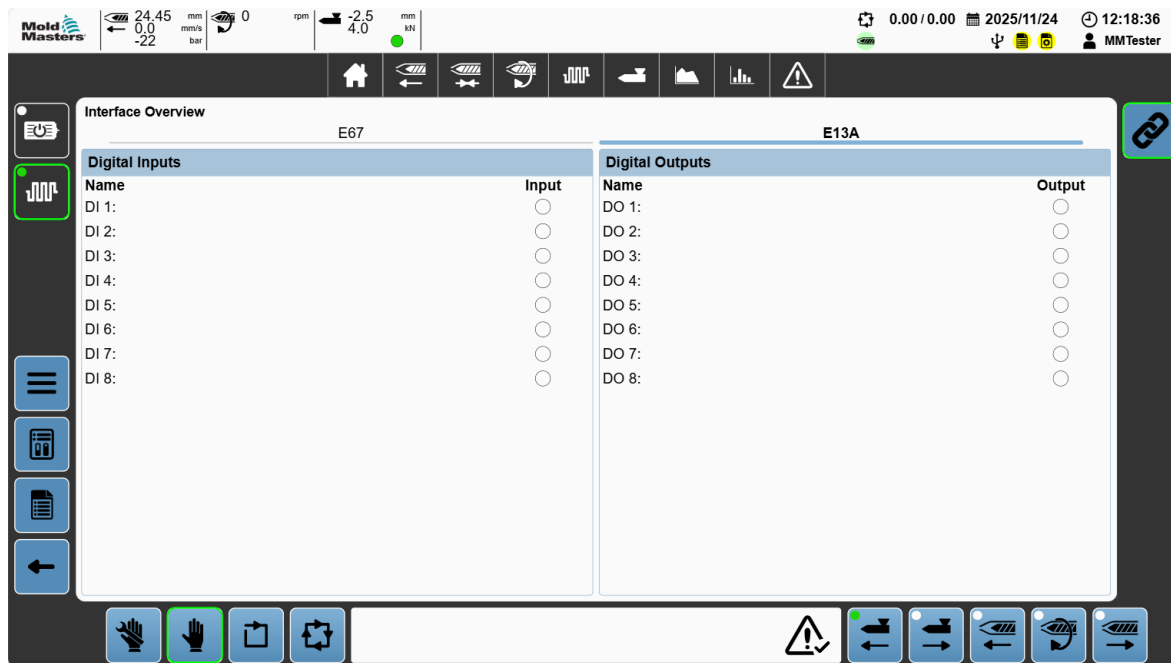 Mold
Masters
24.45 mm
0.0 mm/s
-22 bar
0 rpm
-2.5 mm
4.0 kN
0.00 / 0.00 2025/11/24 12:18:36
MMTester
Interface Overview
E67 E13A
Digital Inputs
Name Input
DI 1:
DI 2:
DI 3:
DI 4:
DI 5:
DI 6:
DI 7:
DI 8:
Digital Outputs
Name Output
DO 1:
DO 2:
DO 3:
DO 4:
DO 5:
DO 6:
DO 7:
DO 8: